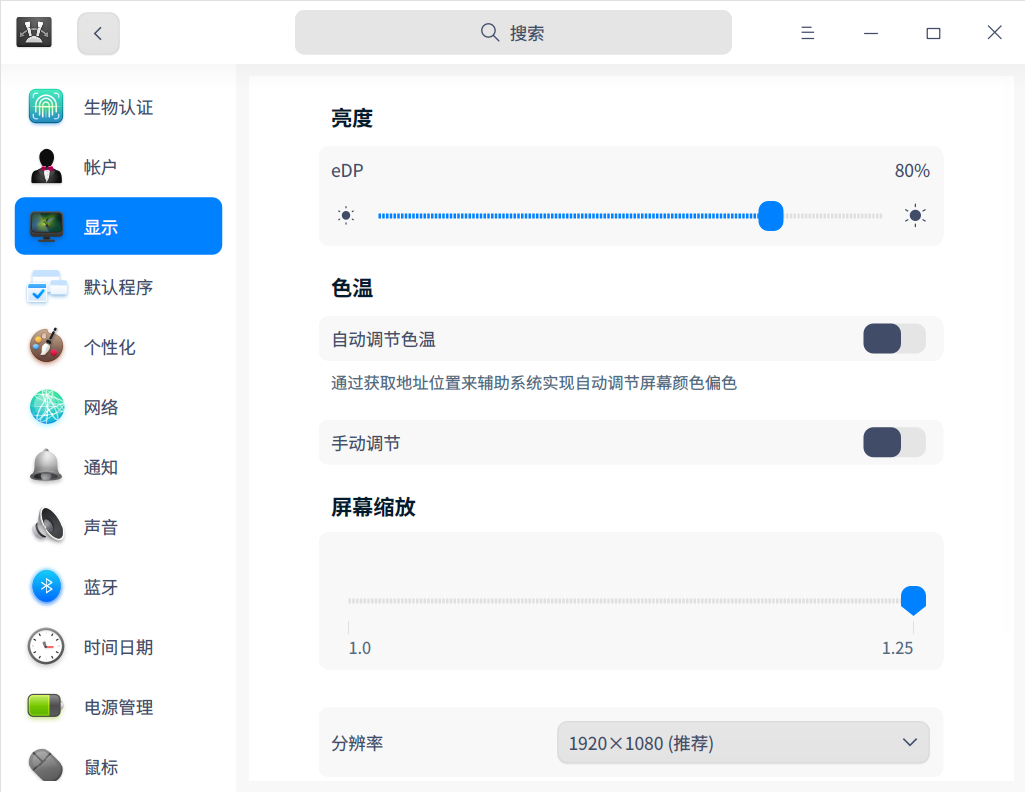 搜索
生物认证
帐户
显示
默认程序
个性化
网络
通知
声音
蓝牙
时间日期
电源管理
鼠标
亮度
eDP
80%
色温
自动调节色温
通过获取地址位置来辅助系统实现自动调节屏幕颜色偏色
手动调节
屏幕缩放
1.0
1.25
分辨率
1920×1080 (推荐)